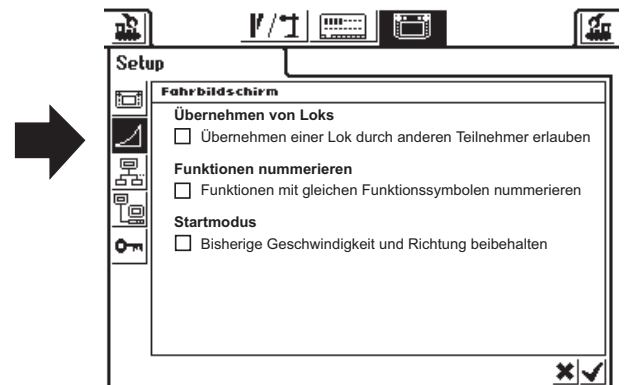 Setup
Fahrbildschirm
Übernehmen von Loks
Übernehmen einer Lok durch anderen Teilnehmer erlauben
Funktionen nummerieren
Funktionen mit gleichen Funktionssymbolen nummerieren
Startmodus
Bisherige Geschwindigkeit und Richtung beibehalten